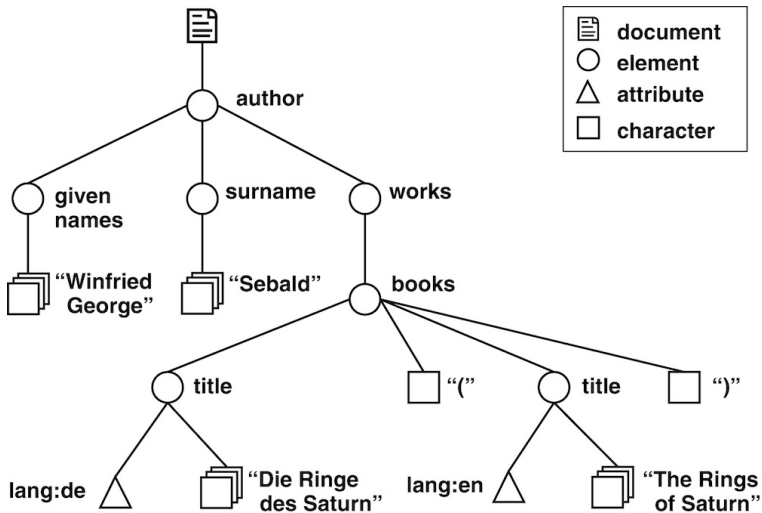 document
element
attribute
character
author
given
names
surname
works
“Winfried
George”
“Sebald”
books
title
“(”
title
“)”
lang:de
“Die Ringe
des Saturn”
lang:en
“The Rings
of Saturn”